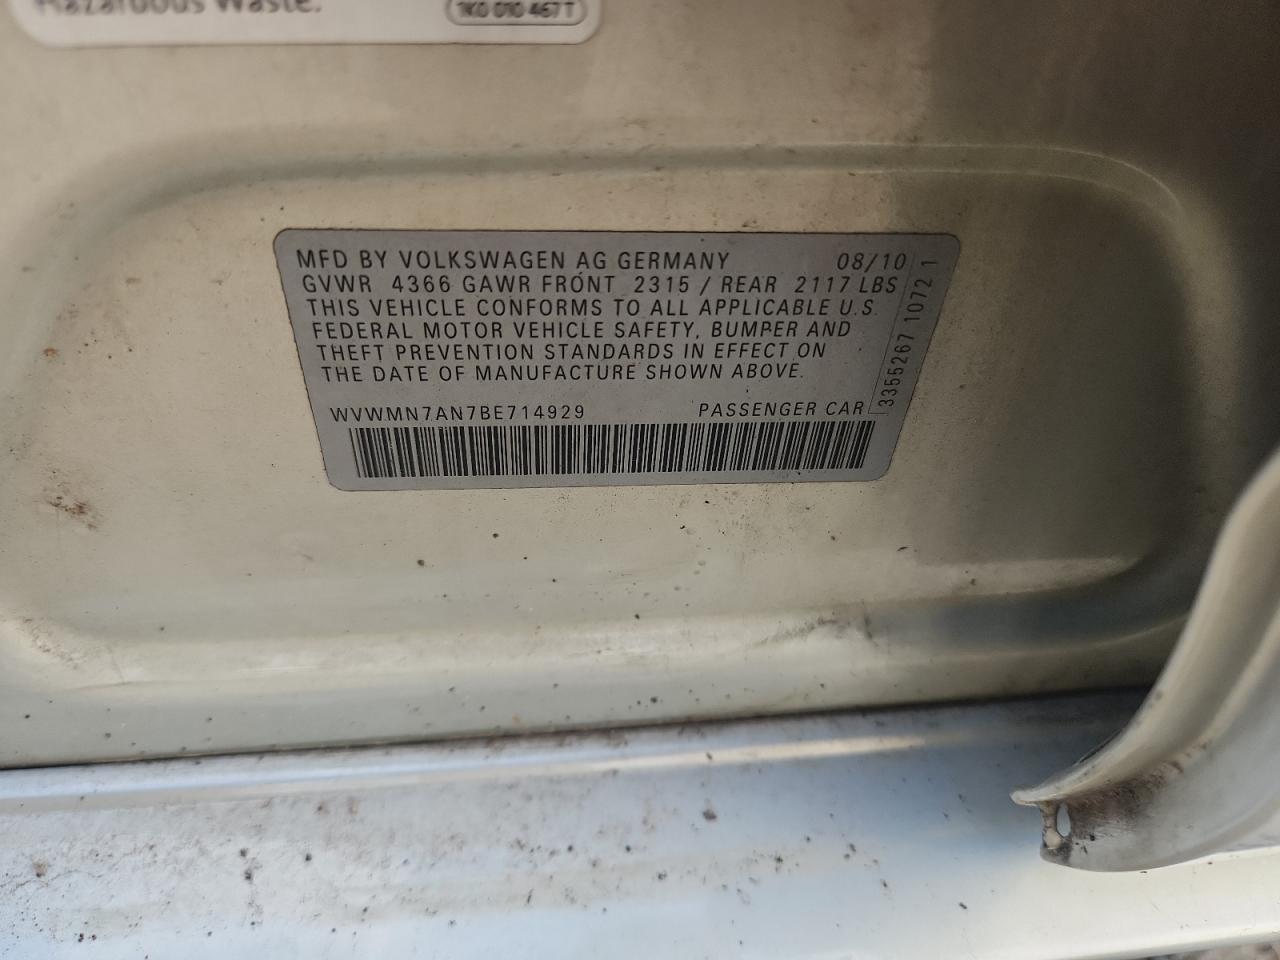 Hazardous Waste.
1K0 010 467 T
MFD BY VOLKSWAGEN AG GERMANY 08/10
GVWR 4366 GAWR FRONT 2315 / REAR 2117 LBS
THIS VEHICLE CONFORMS TO ALL APPLICABLE U.S.
FEDERAL MOTOR VEHICLE SAFETY, BUMPER AND
THEFT PREVENTION STANDARDS IN EFFECT ON
THE DATE OF MANUFACTURE SHOWN ABOVE.
WVWMN7AN7BE714929 PASSENGER CAR
3355267 1072 1